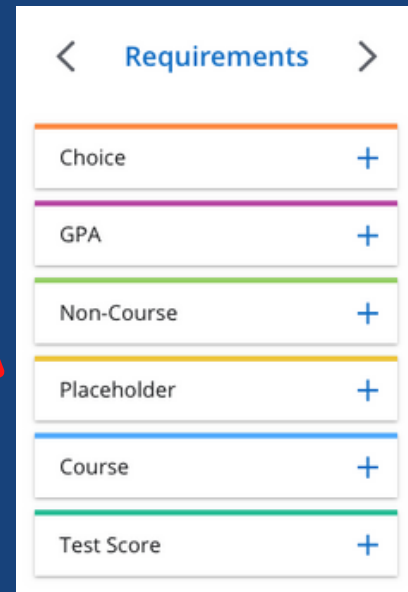 Requirements
Choice
GPA
Non-Course
Placeholder
Course
Test Score